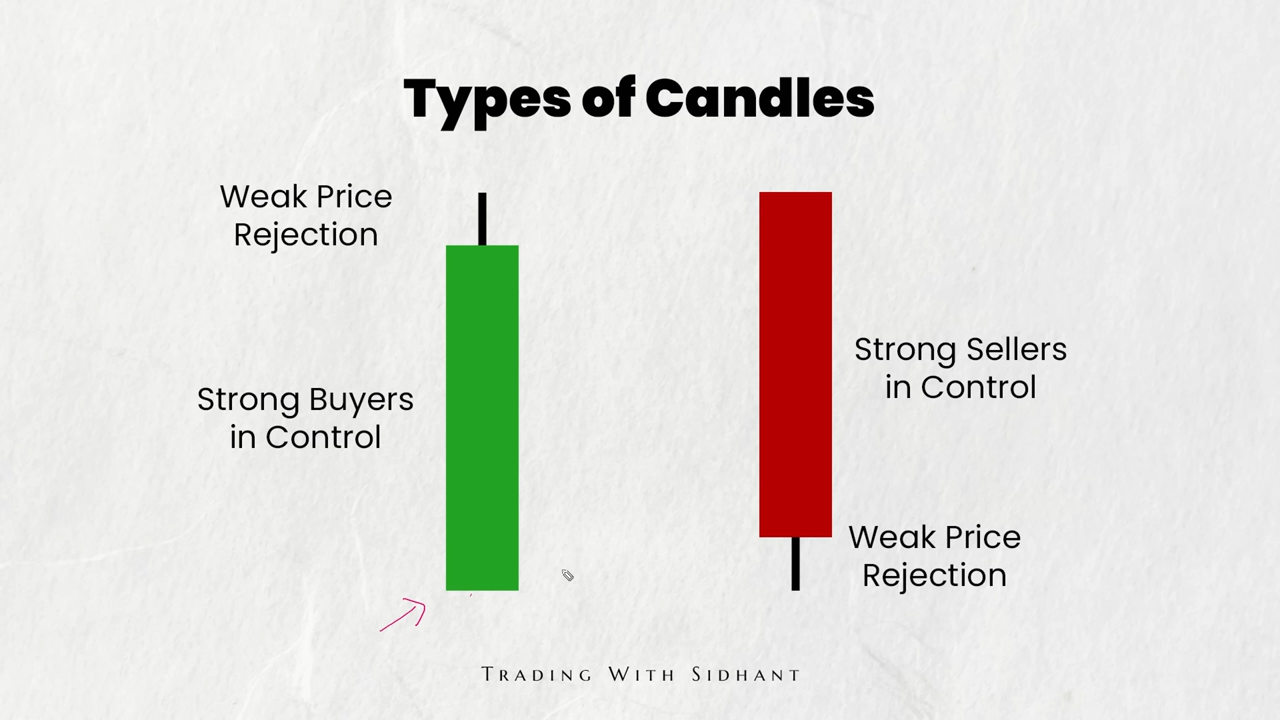 Types of Candles
Weak Price
Rejection
Strong Buyers
in Control
Strong Sellers
in Control
Weak Price
Rejection
Trading With Sidhant